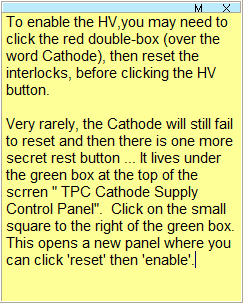 M X
To enable the HV,you may need to
click the red double-box (over the
word Cathode), then reset the
interlocks, before clicking the HV
button.

Very rarely, the Cathode will still fail
to reset and then there is one more
secret rest button ... It lives under
the green box at the top of the
scrren " TPC Cathode Supply
Control Panel".  Click on the small
square to the right of the green box.
This opens a new panel where you
can click 'reset' then 'enable'.